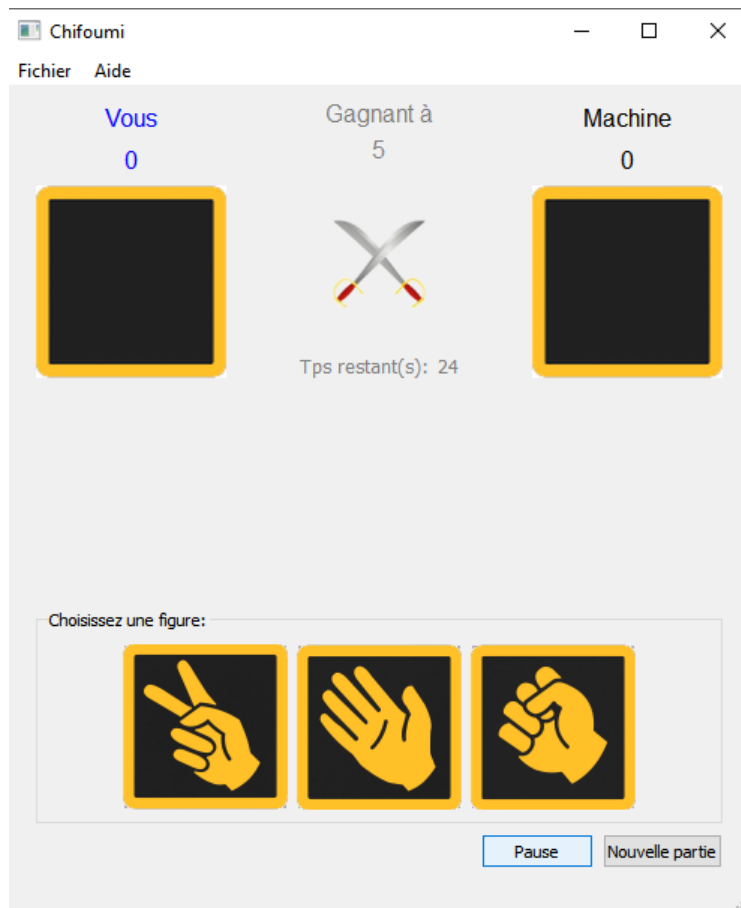 Chifoumi
Fichier Aide
Vous Gagnant à Machine
0 5 0
Tps restant(s): 24
Choisissez une figure:
Pause Nouvelle partie